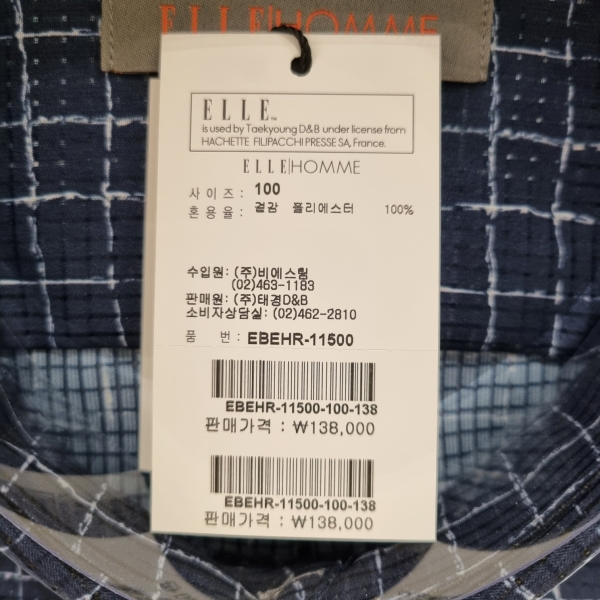 ELLE|HOMME
ELLE™
is used by Taekyoung D&B under license from
HACHETTE FILIPACCHI PRESSE SA, France.
ELLE|HOMME
사 이 즈 : 100
혼 용 율 : 겉감 폴리에스터 100%
수입원: (주)비에스팀
(02)463-1183
판매원: (주)태경D&B
소비자상담실: (02)462-2810
품 번 : EBEHR-11500
EBEHR-11500-100-138
판매가격 : ₩138,000
EBEHR-11500-100-138
판매가격 : ₩138,000